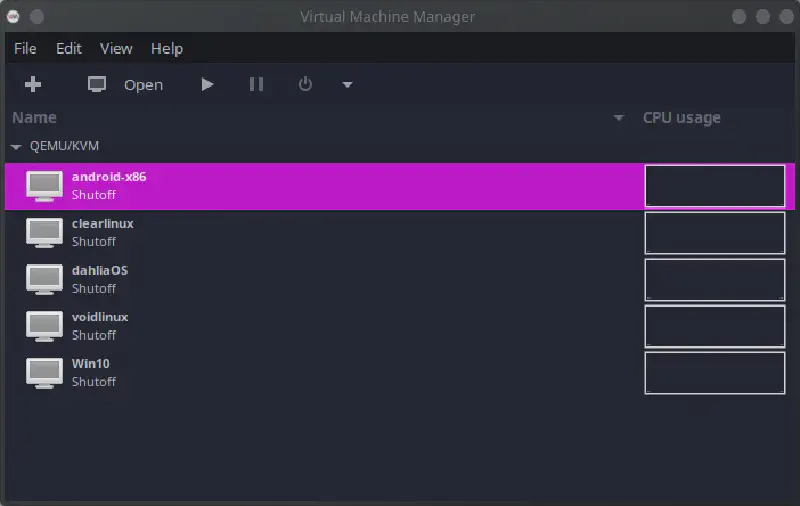 Virtual Machine Manager
File Edit View Help
Open
Name CPU usage
QEMU/KVM
android-x86
Shutoff
clearlinux
Shutoff
dahliaOS
Shutoff
voidlinux
Shutoff
Win10
Shutoff